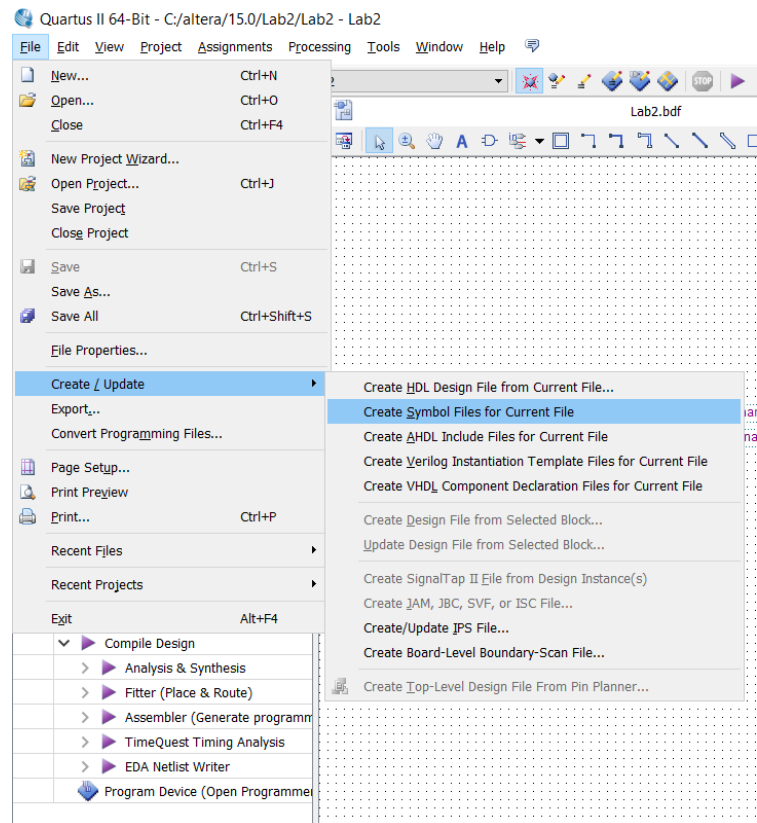 Quartus II 64-Bit - C:/altera/15.0/Lab2/Lab2 - Lab2
File Edit View Project Assignments Processing Tools Window Help
New... Ctrl+N
Open... Ctrl+O
Close Ctrl+F4
New Project Wizard...
Open Project... Ctrl+J
Save Project
Close Project
Save Ctrl+S
Save As...
Save All Ctrl+Shift+S
File Properties...
Create / Update
Export...
Convert Programming Files...
Page Setup...
Print Preview
Print... Ctrl+P
Recent Files
Recent Projects
Exit Alt+F4
STOP
Lab2.bdf
A
Create HDL Design File from Current File...
Create Symbol Files for Current File
Create AHDL Include Files for Current File
Create Verilog Instantiation Template Files for Current File
Create VHDL Component Declaration Files for Current File
Create Design File from Selected Block...
Update Design File from Selected Block...
Create SignalTap II File from Design Instance(s)
Create JAM, JBC, SVF, or ISC File...
Create/Update IPS File...
Create Board-Level Boundary-Scan File...
Create Top-Level Design File From Pin Planner...
Compile Design
Analysis & Synthesis
Fitter (Place & Route)
Assembler (Generate programm
TimeQuest Timing Analysis
EDA Netlist Writer
Program Device (Open Programmer